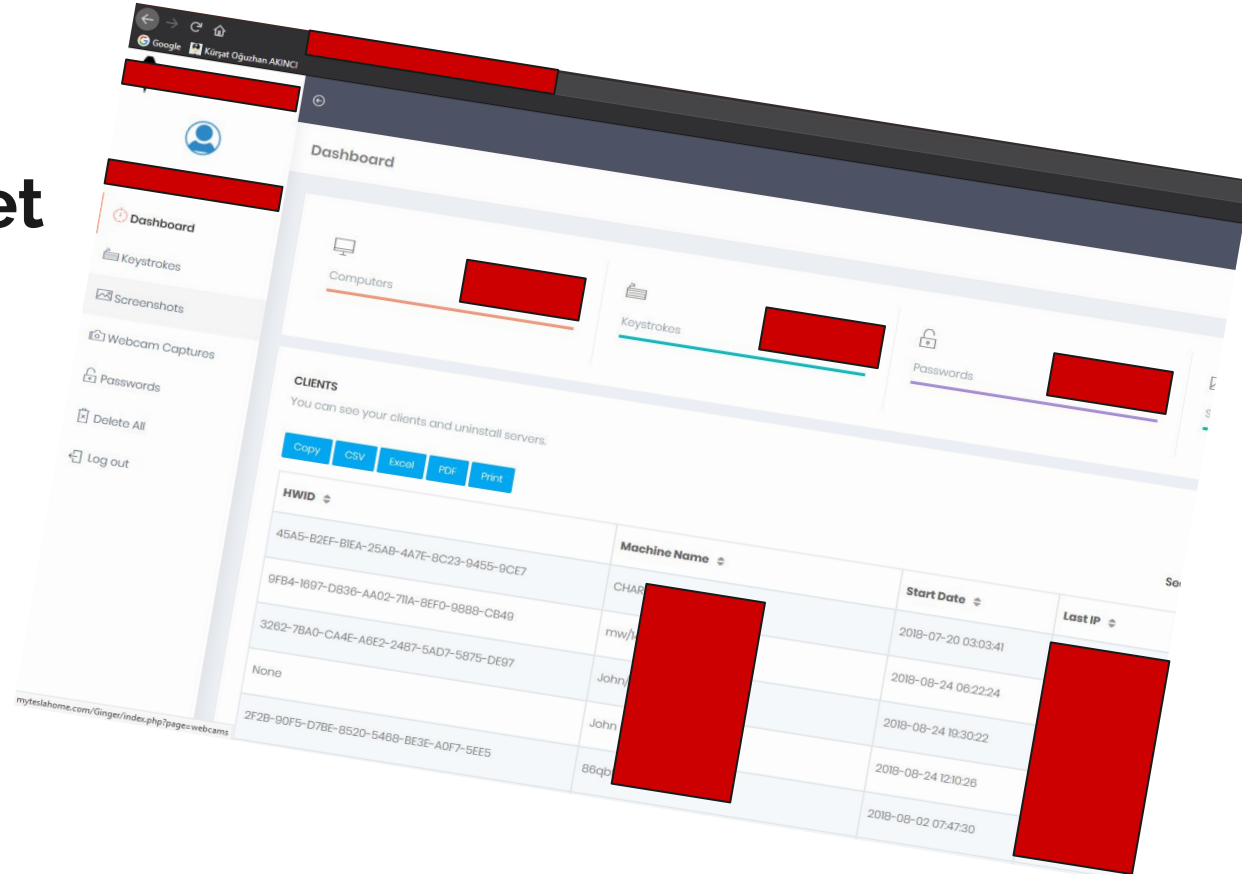 et
Google Kürşat Oğuzhan AKINCI
Dashboard
Keystrokes
Screenshots
Webcam Captures
Passwords
Delete All
Log out
Dashboard
Computers
Keystrokes
Passwords
S
CLIENTS
You can see your clients and uninstall servers.
Copy CSV Excel PDF Print
HWID Machine Name Start Date Last IP
45A5-B2EF-B1EA-25AB-4A7E-8C23-9455-9CE7 CHAR 2018-07-20 03:03:41
9FB4-1697-D836-AA02-711A-8EF0-9888-CB49 mw/ 2018-08-24 06:22:24
3262-7BA0-CA4E-A6E2-2487-5AD7-5875-DE97 John/ 2018-08-24 19:30:22
None John 2018-08-24 12:10:26
2F2B-90F5-D7BE-8520-5468-BE3E-A0F7-5EE5 86qb 2018-08-02 07:47:30
myteslahome.com/Ginger/index.php?page=webcams